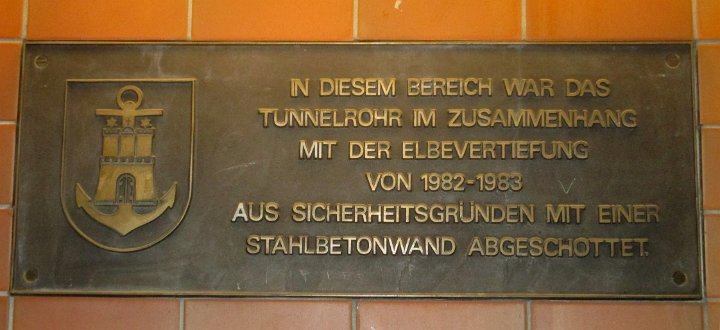 IN DIESEM BEREICH WAR DAS
TUNNELROHR IM ZUSAMMENHANG
MIT DER ELBEVERTIEFUNG
VON 1982-1983
AUS SICHERHEITSGRÜNDEN MIT EINER
STAHLBETONWAND ABGESCHOTTET.